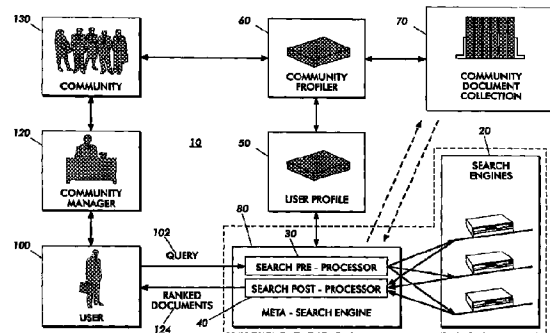 130
COMMUNITY
60
COMMUNITY
PROFILER
70
COMMUNITY
DOCUMENT
COLLECTION
120
COMMUNITY
MANAGER
10
50
USER PROFILE
20
SEARCH
ENGINES
100
USER
102
QUERY
RANKED
DOCUMENTS
124
80
30
SEARCH PRE - PROCESSOR
SEARCH POST - PROCESSOR
40
META - SEARCH ENGINE